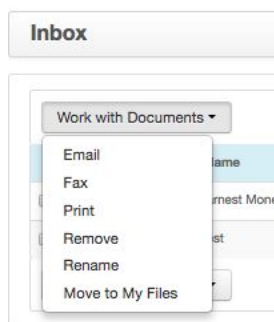 Inbox
Work with Documents
Email
Fax
Print
Remove
Rename
Move to My Files